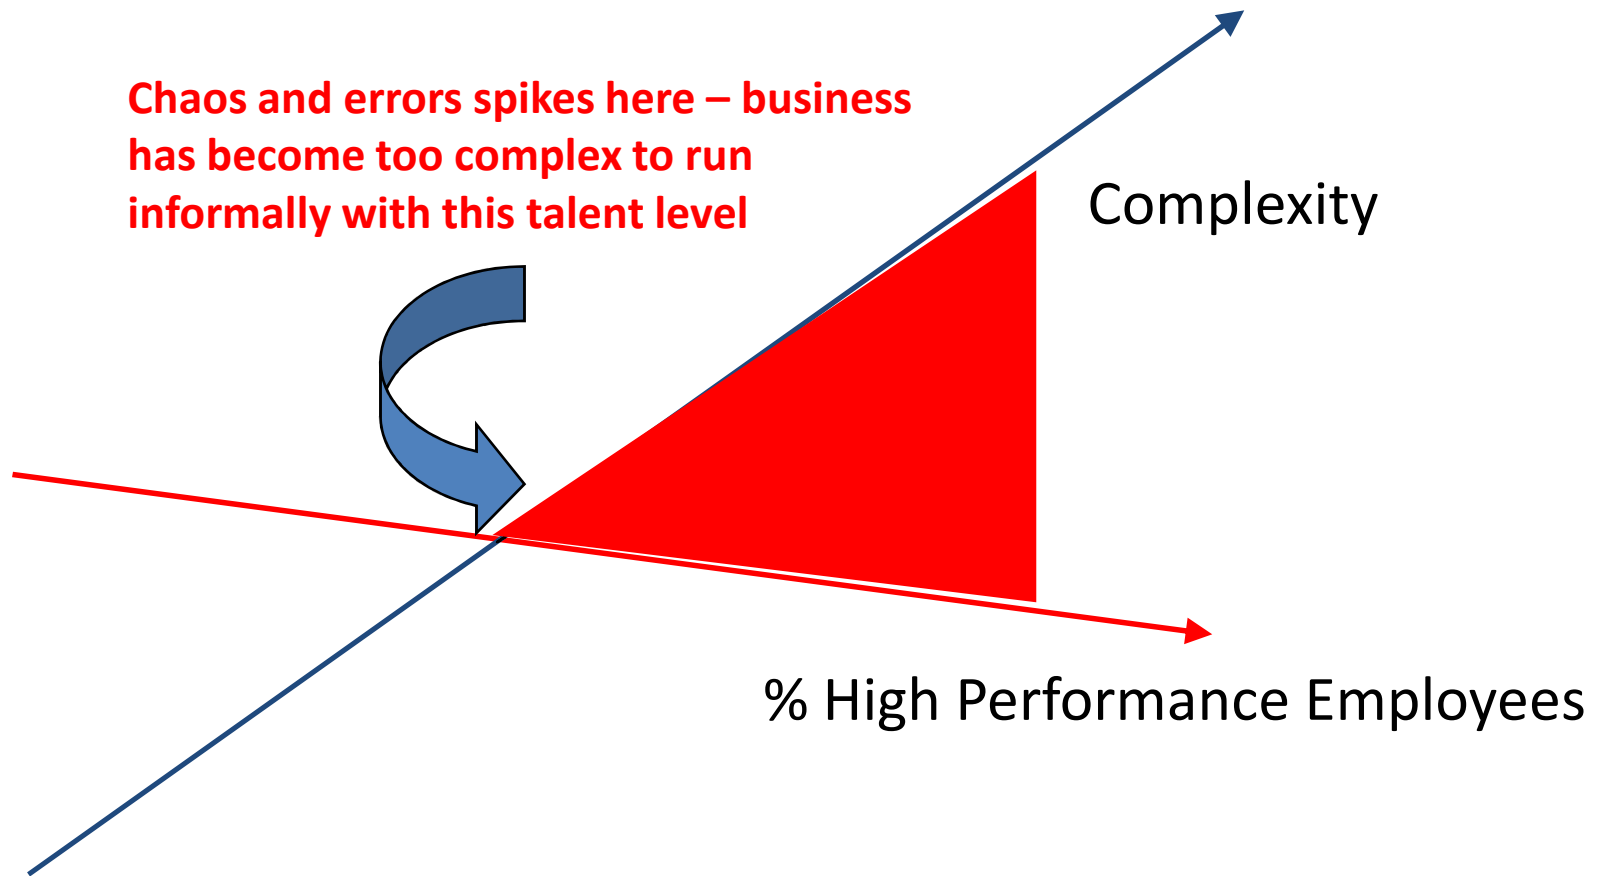 Chaos and errors spikes here – business
has become too complex to run
informally with this talent level
Complexity
% High Performance Employees